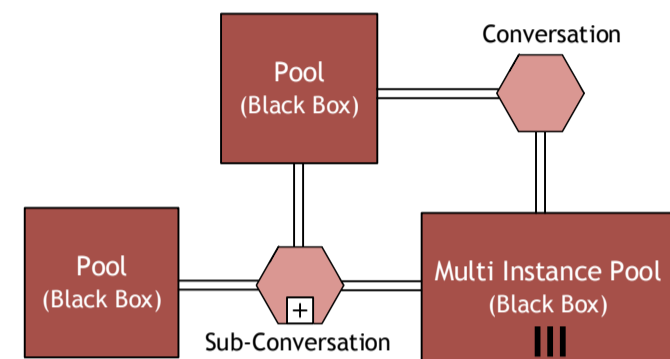 Conversation
Pool
(Black Box)
Pool
(Black Box)
Multi Instance Pool
(Black Box)
Sub-Conversation